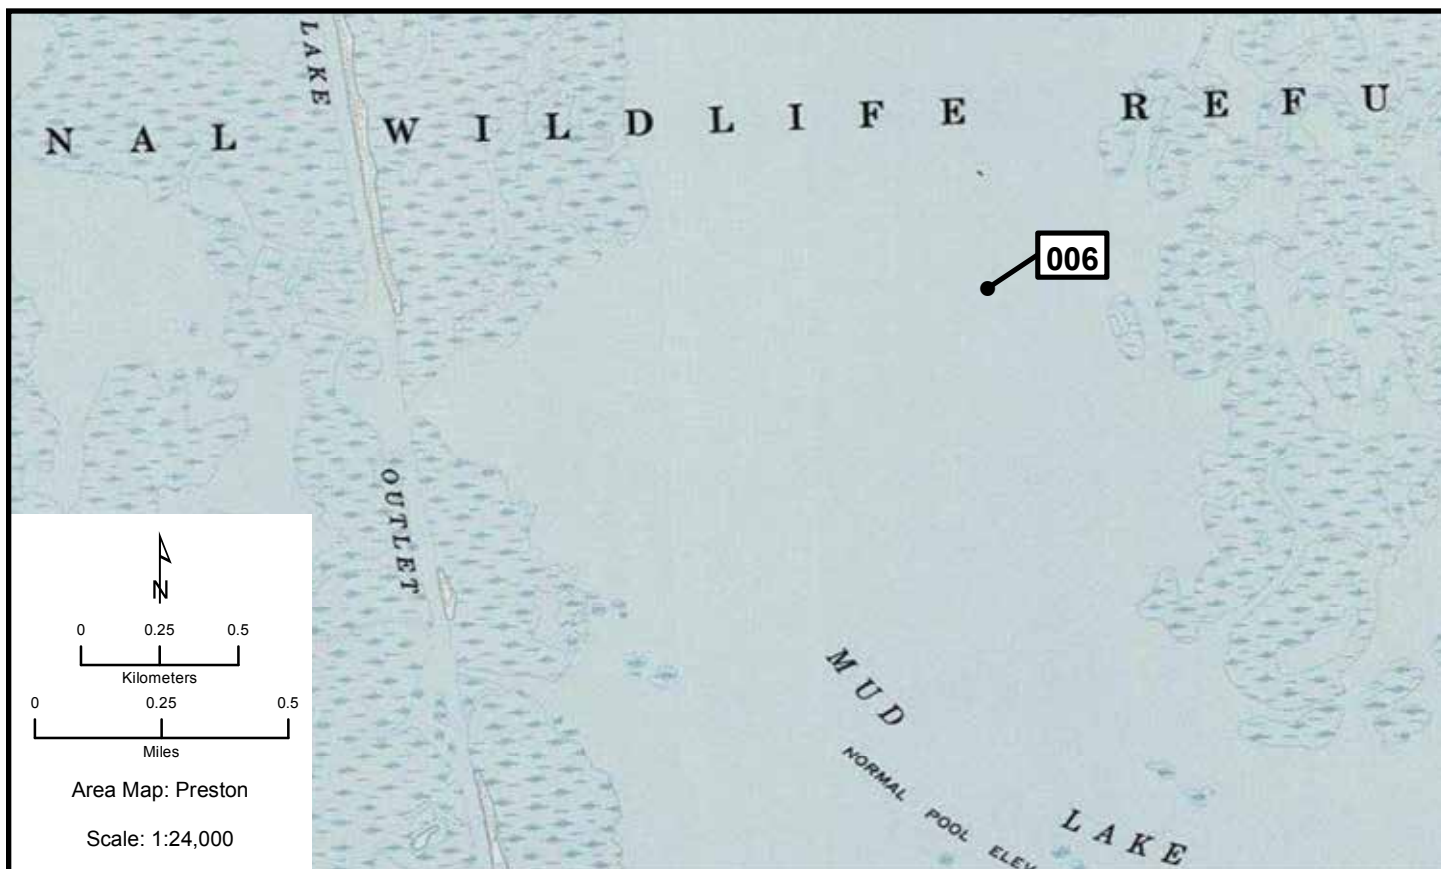 LAKE
NAL WILDLIFE REFU
006
OUTLET
MUD
LAKE
NORMAL POOL ELEV
N
0 0.25 0.5
Kilometers
0 0.25 0.5
Miles
Area Map: Preston
Scale: 1:24,000